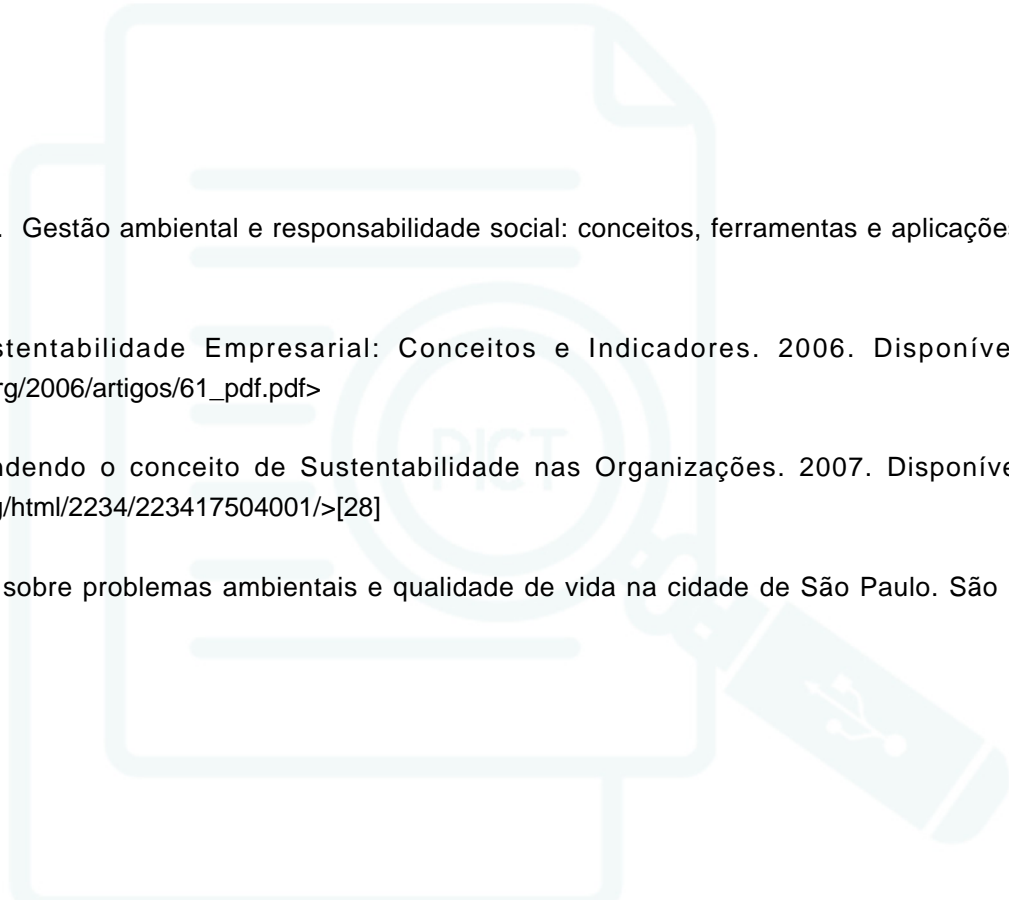 . Gestão ambiental e responsabilidade social: conceitos, ferramentas e aplicaçõe
stentabilidade Empresarial: Conceitos e Indicadores. 2006. Disponíve
rg/2006/artigos/61_pdf.pdf>
PICT
ndendo o conceito de Sustentabilidade nas Organizações. 2007. Disponíve
g/html/2234/223417504001/>[28]
sobre problemas ambientais e qualidade de vida na cidade de São Paulo. São